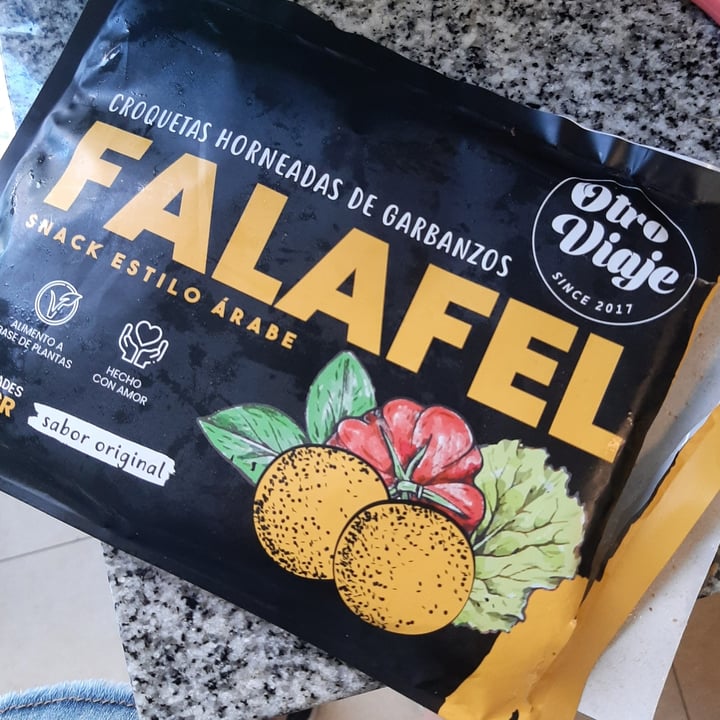 CROQUETAS HORNEADAS DE GARBANZOS
FALAFEL
SNACK ESTILO ÁRABE
Otro
Viaje
SINCE 2017
ALIMENTO A
BASE DE PLANTAS
HECHO
CON AMOR
sabor original